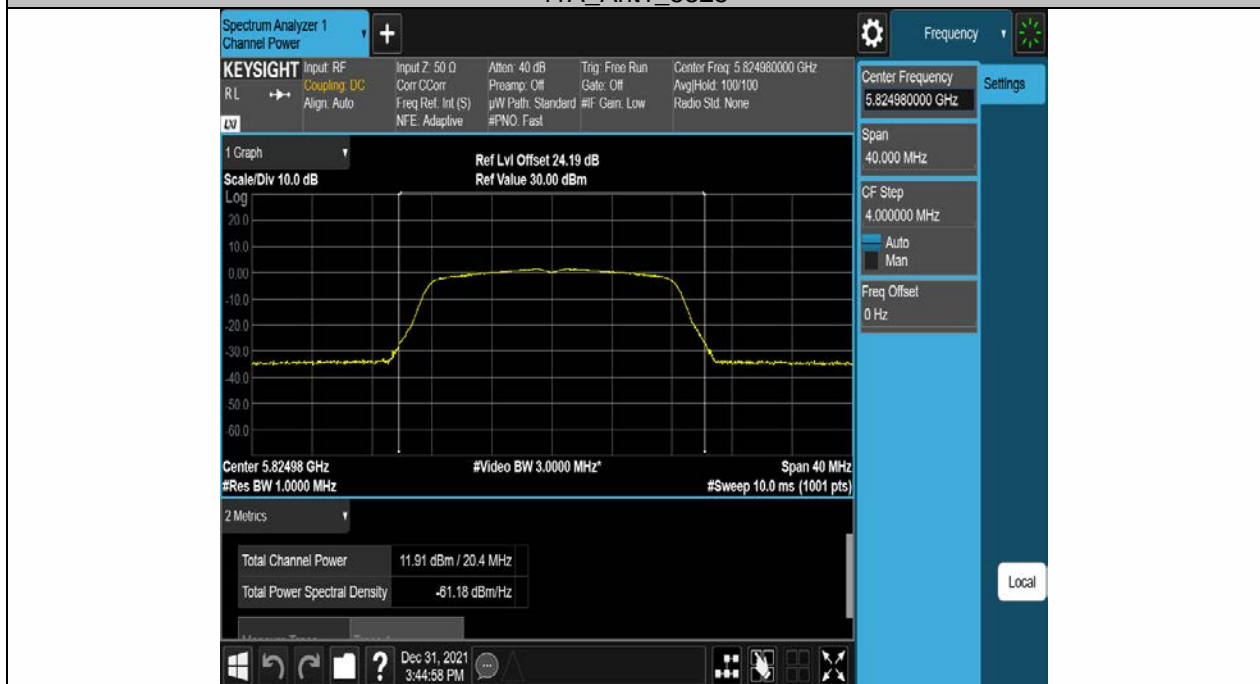 11A_Ant1_5825
Spectrum Analyzer 1
Channel Power
Frequency
KEYSIGHT
RL
LXI
Input: RF
Coupling: DC
Align: Auto
Input Z: 50 Ω
Corr CCorr
Freq Ref: Int (S)
NFE: Adaptive
Atten: 40 dB
Preamp: Off
µW Path: Standard
#PNO: Fast
Trig: Free Run
Gate: Off
#IF Gain: Low
Center Freq: 5.824980000 GHz
Avg|Hold: 100/100
Radio Std: None
Center Frequency
5.824980000 GHz
Settings
Span
40.000 MHz
CF Step
4.000000 MHz
Auto
Man
Freq Offset
0 Hz
Local
1 Graph
Scale/Div 10.0 dB
Ref Lvl Offset 24.19 dB
Ref Value 30.00 dBm
Log
20.0
10.0
0.00
-10.0
-20.0
-30.0
-40.0
-50.0
-60.0
Center 5.82498 GHz
#Video BW 3.0000 MHz*
Span 40 MHz
#Res BW 1.0000 MHz
#Sweep 10.0 ms (1001 pts)
2 Metrics
Total Channel Power 11.91 dBm / 20.4 MHz
Total Power Spectral Density -61.18 dBm/Hz
Dec 31, 2021
3:44:58 PM